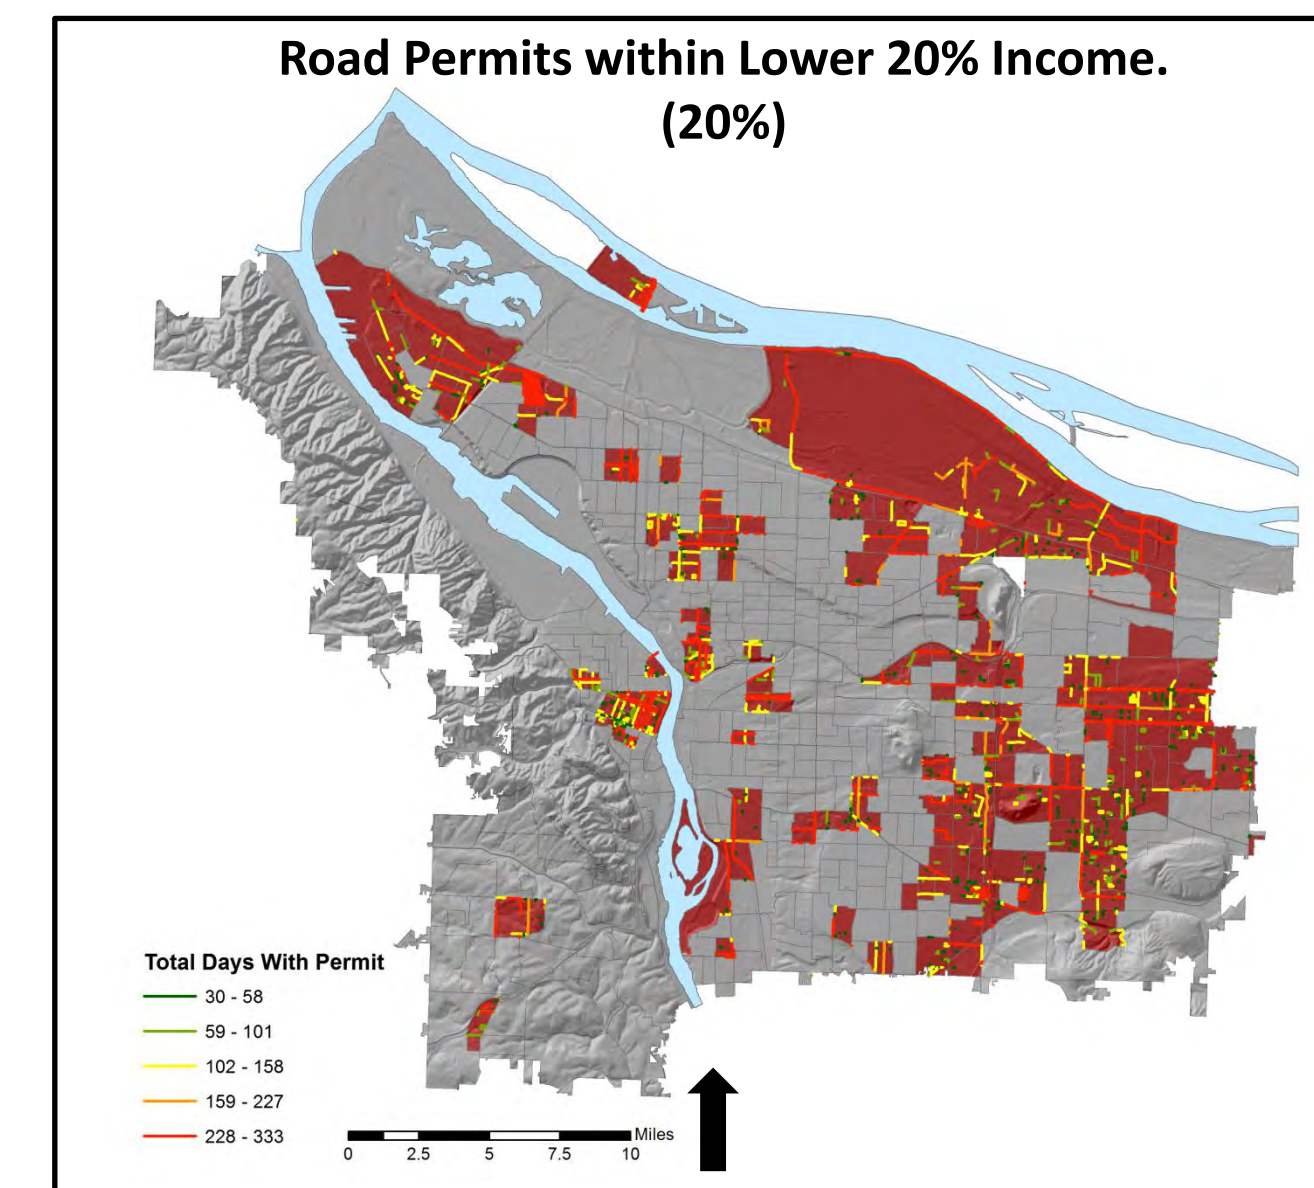 Road Permits within Lower 20% Income.
(20%)
Total Days With Permit
30 - 58
59 - 101
102 - 158
159 - 227
228 - 333
Miles
0 2.5 5 7.5 10